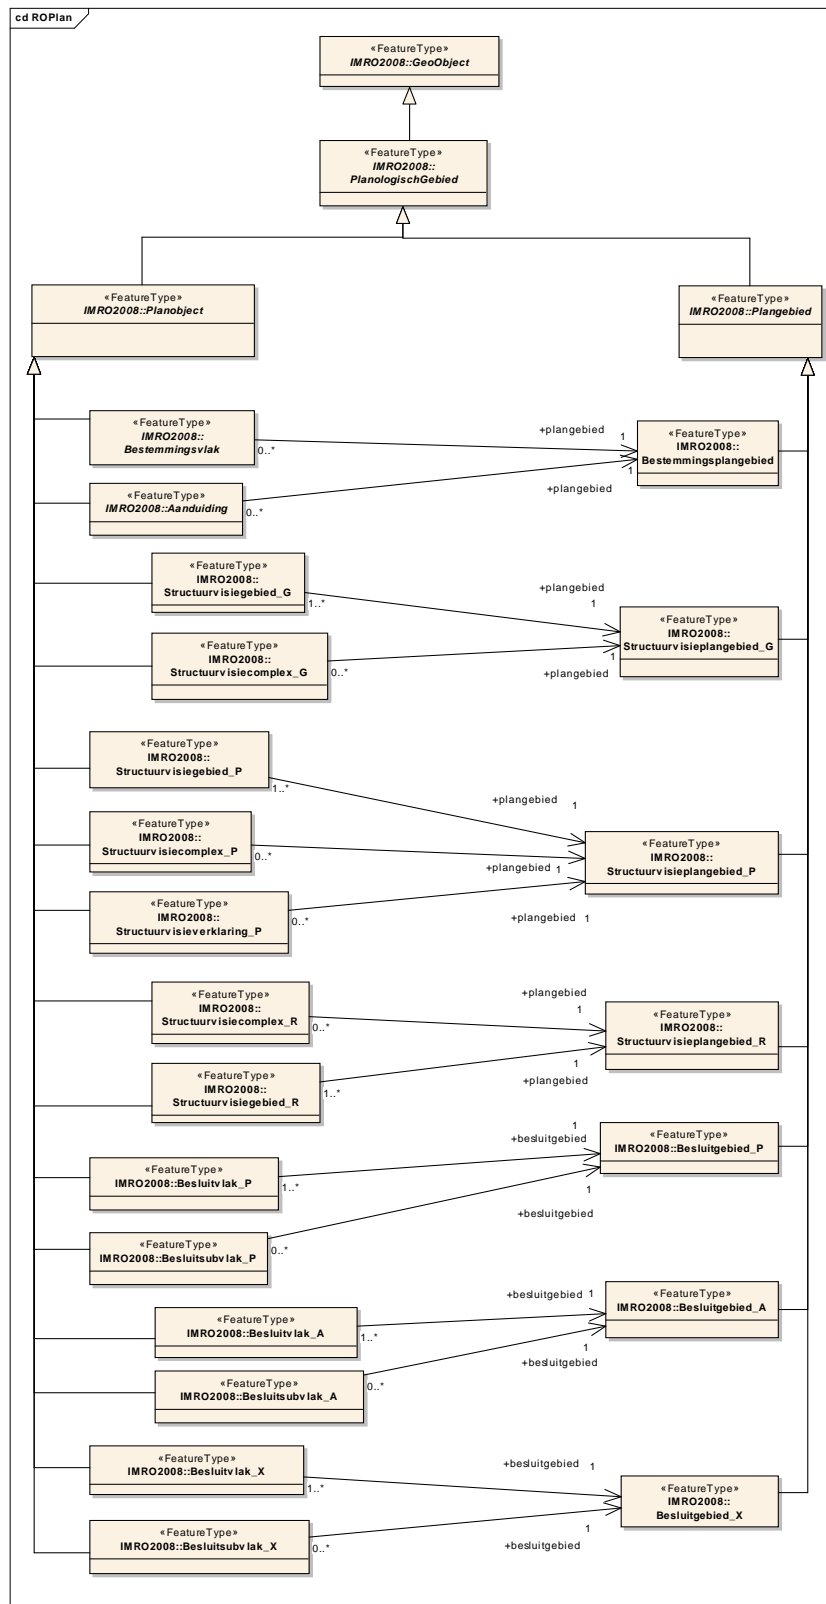 cd ROPlan
«FeatureType»
IMRO2008::GeoObject
«FeatureType»
IMRO2008::
PlanologischGebied
«FeatureType»
IMRO2008::Planobject
«FeatureType»
IMRO2008::Plangebied
«FeatureType»
IMRO2008::
Bestemmingsvlak
0..*
+plangebied
1
«FeatureType»
IMRO2008::
Bestemmingsplangebied
«FeatureType»
IMRO2008::Aanduiding
0..*
+plangebied
1
«FeatureType»
IMRO2008::
Structuurvisiegebied_G
1..*
+plangebied
1
«FeatureType»
IMRO2008::
Structuurvisieplangebied_G
«FeatureType»
IMRO2008::
Structuurvisiecomplex_G
0..*
+plangebied
1
«FeatureType»
IMRO2008::
Structuurvisiegebied_P
1..*
+plangebied
1
«FeatureType»
IMRO2008::
Structuurvisiecomplex_P
0..*
+plangebied
1
«FeatureType»
IMRO2008::
Structuurvisieplangebied_P
«FeatureType»
IMRO2008::
Structuurvisieverklaring_P
0..*
+plangebied
1
«FeatureType»
IMRO2008::
Structuurvisiecomplex_R
0..*
+plangebied
1
«FeatureType»
IMRO2008::
Structuurvisieplangebied_R
«FeatureType»
IMRO2008::
Structuurvisiegebied_R
1..*
+plangebied
1
«FeatureType»
IMRO2008::Besluitvlak_P
1..*
+besluitgebied
1
«FeatureType»
IMRO2008::Besluitgebied_P
«FeatureType»
IMRO2008::Besluitsubvlak_P
0..*
+besluitgebied
1
«FeatureType»
IMRO2008::Besluitvlak_A
1..*
+besluitgebied
1
«FeatureType»
IMRO2008::Besluitgebied_A
«FeatureType»
IMRO2008::Besluitsubvlak_A
0..*
+besluitgebied
1
«FeatureType»
IMRO2008::Besluitvlak_X
1..*
+besluitgebied
1
«FeatureType»
IMRO2008::
Besluitgebied_X
«FeatureType»
IMRO2008::Besluitsubvlak_X
0..*
+besluitgebied
1